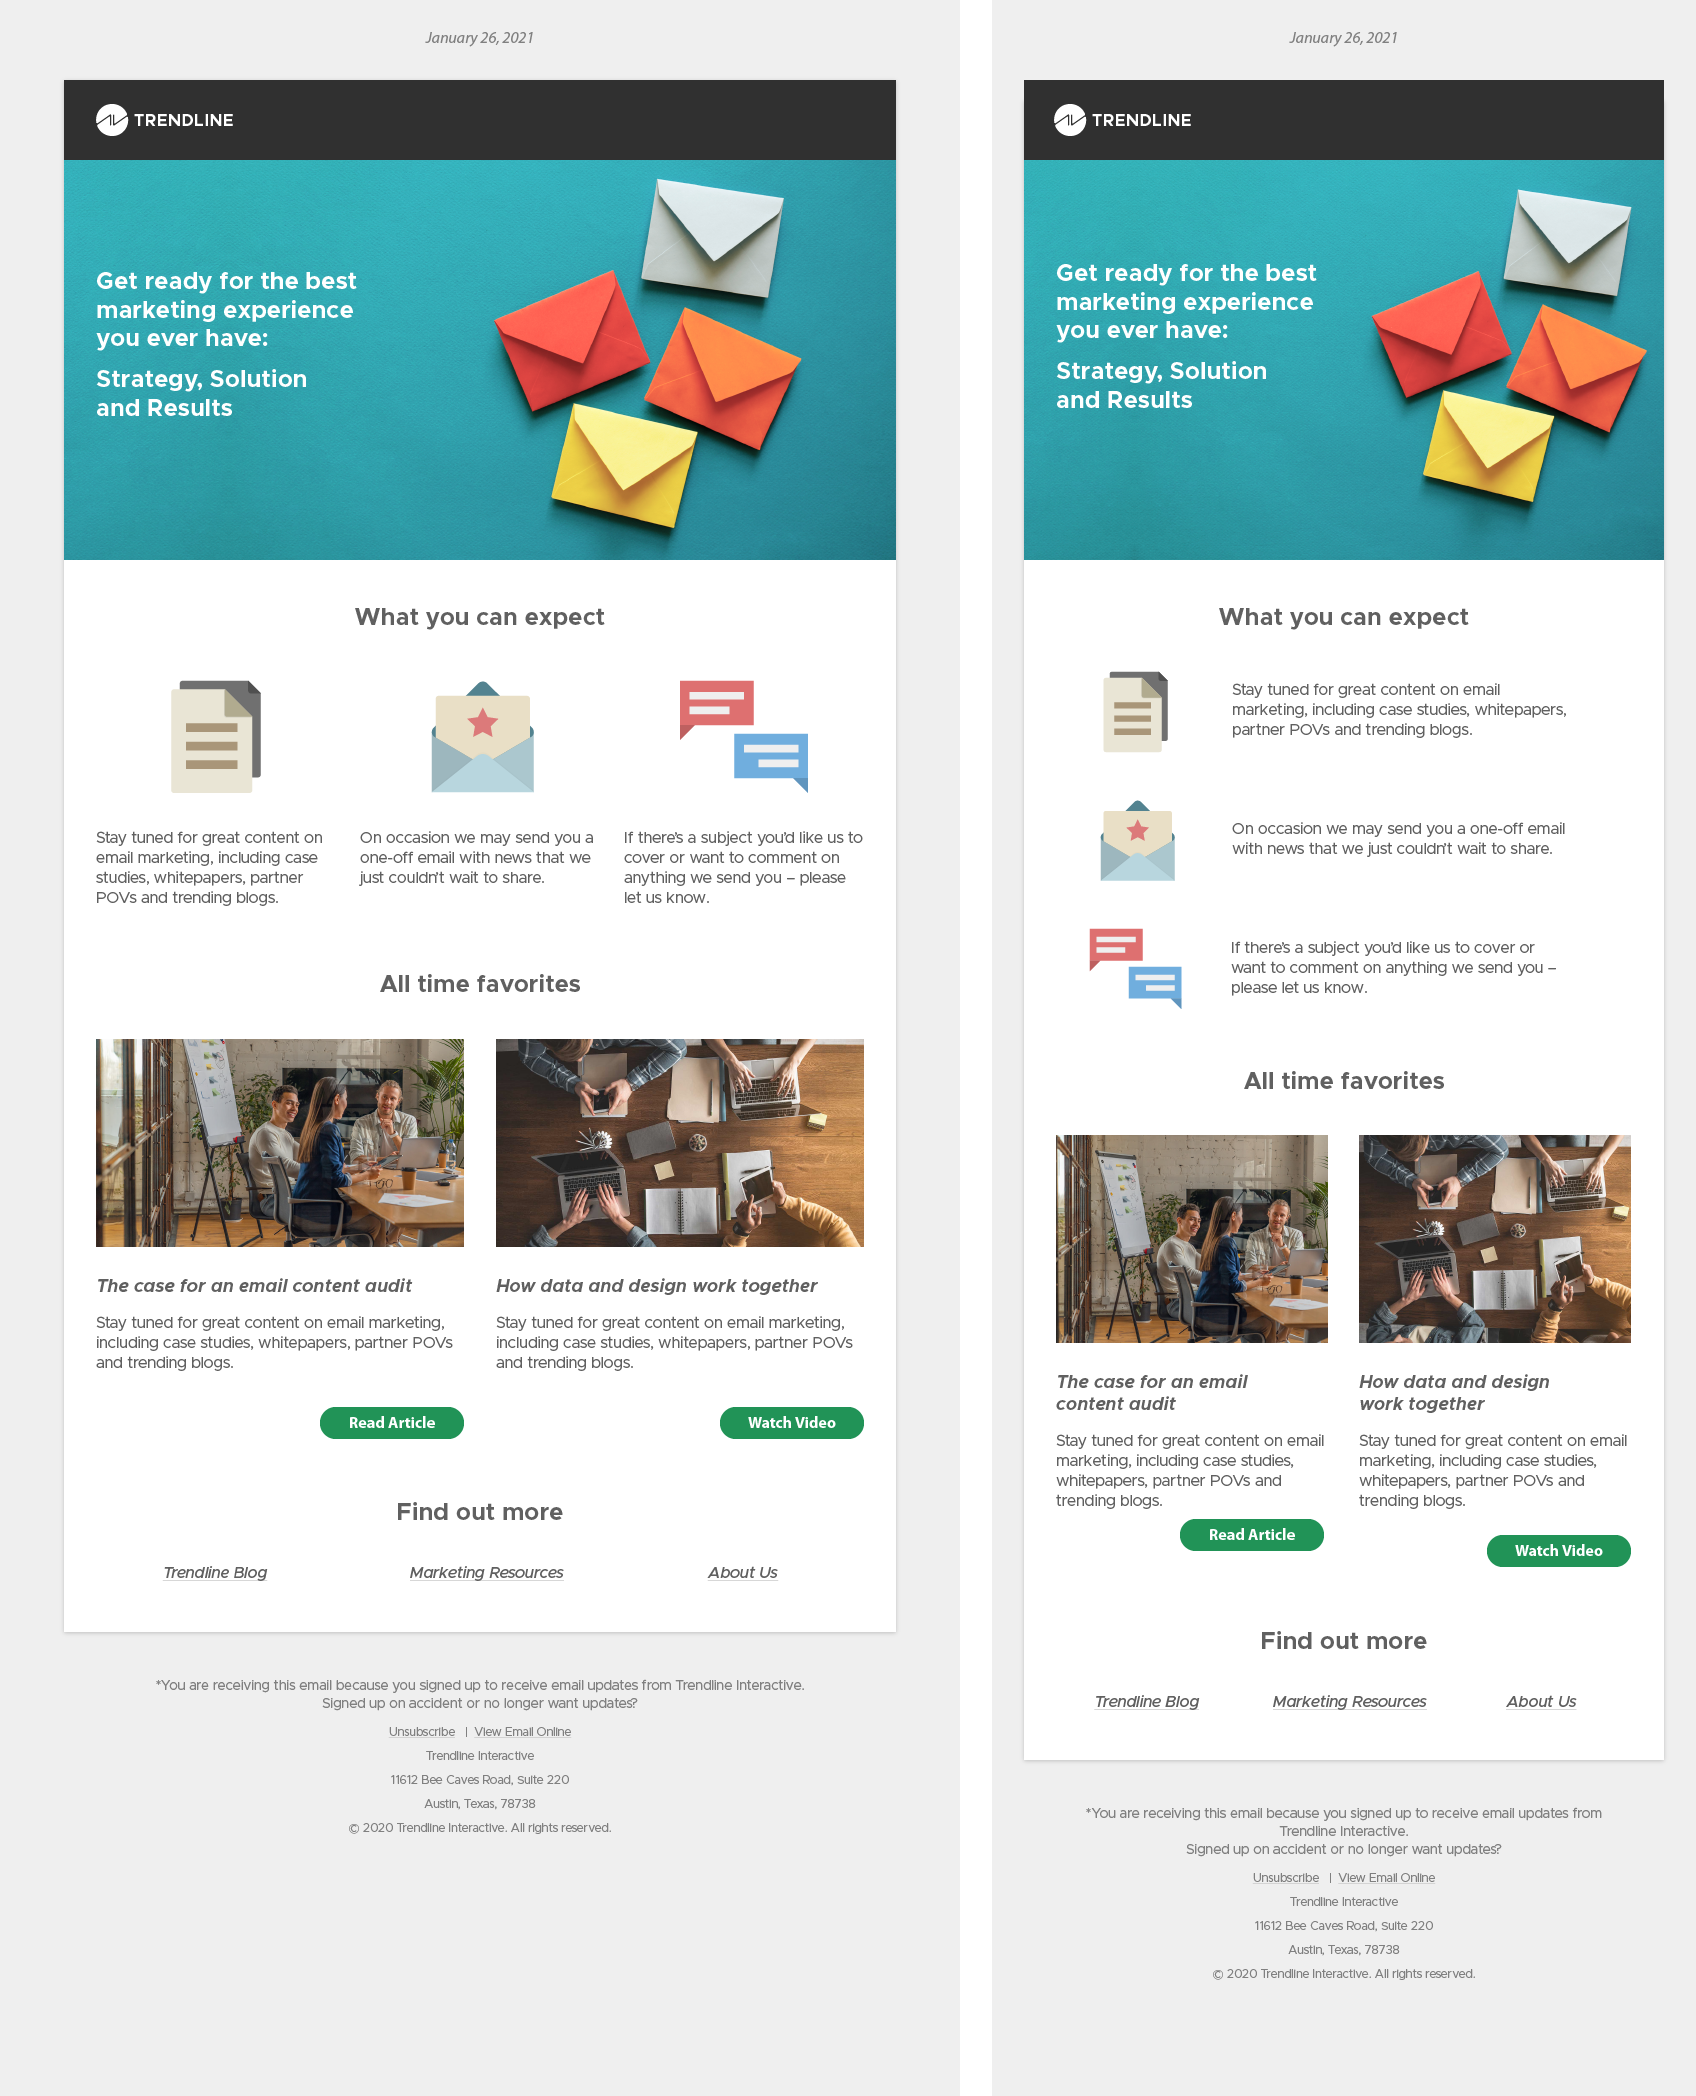 January 26, 2021
TRENDLINE
Get ready for the best
marketing experience
you ever have:
Strategy, Solution
and Results
What you can expect
Stay tuned for great content on
email marketing, including case
studies, whitepapers, partner
POVs and trending blogs.
On occasion we may send you a
one-off email with news that we
just couldn't wait to share.
If there's a subject you'd like us to
cover or want to comment on
anything we send you – please
let us know.
All time favorites
The case for an email content audit
Stay tuned for great content on email marketing,
including case studies, whitepapers, partner POVs
and trending blogs.
Read Article
How data and design work together
Stay tuned for great content on email marketing,
including case studies, whitepapers, partner POVs
and trending blogs.
Watch Video
Find out more
Trendline Blog
Marketing Resources
About Us
*You are receiving this email because you signed up to receive email updates from Trendline Interactive.
Signed up on accident or no longer want updates?
Unsubscribe | View Email Online
Trendline Interactive
11612 Bee Caves Road, Suite 220
Austin, Texas, 78738
© 2020 Trendline Interactive. All rights reserved.
January 26, 2021
TRENDLINE
Get ready for the best
marketing experience
you ever have:
Strategy, Solution
and Results
What you can expect
Stay tuned for great content on email
marketing, including case studies, whitepapers,
partner POVs and trending blogs.
On occasion we may send you a one-off email
with news that we just couldn't wait to share.
If there's a subject you'd like us to cover or
want to comment on anything we send you –
please let us know.
All time favorites
The case for an email
content audit
Stay tuned for great content on email
marketing, including case studies,
whitepapers, partner POVs and
trending blogs.
Read Article
How data and design
work together
Stay tuned for great content on email
marketing, including case studies,
whitepapers, partner POVs and
trending blogs.
Watch Video
Find out more
Trendline Blog
Marketing Resources
About Us
*You are receiving this email because you signed up to receive email updates from
Trendline Interactive.
Signed up on accident or no longer want updates?
Unsubscribe | View Email Online
Trendline Interactive
11612 Bee Caves Road, Suite 220
Austin, Texas, 78738
© 2020 Trendline Interactive. All rights reserved.